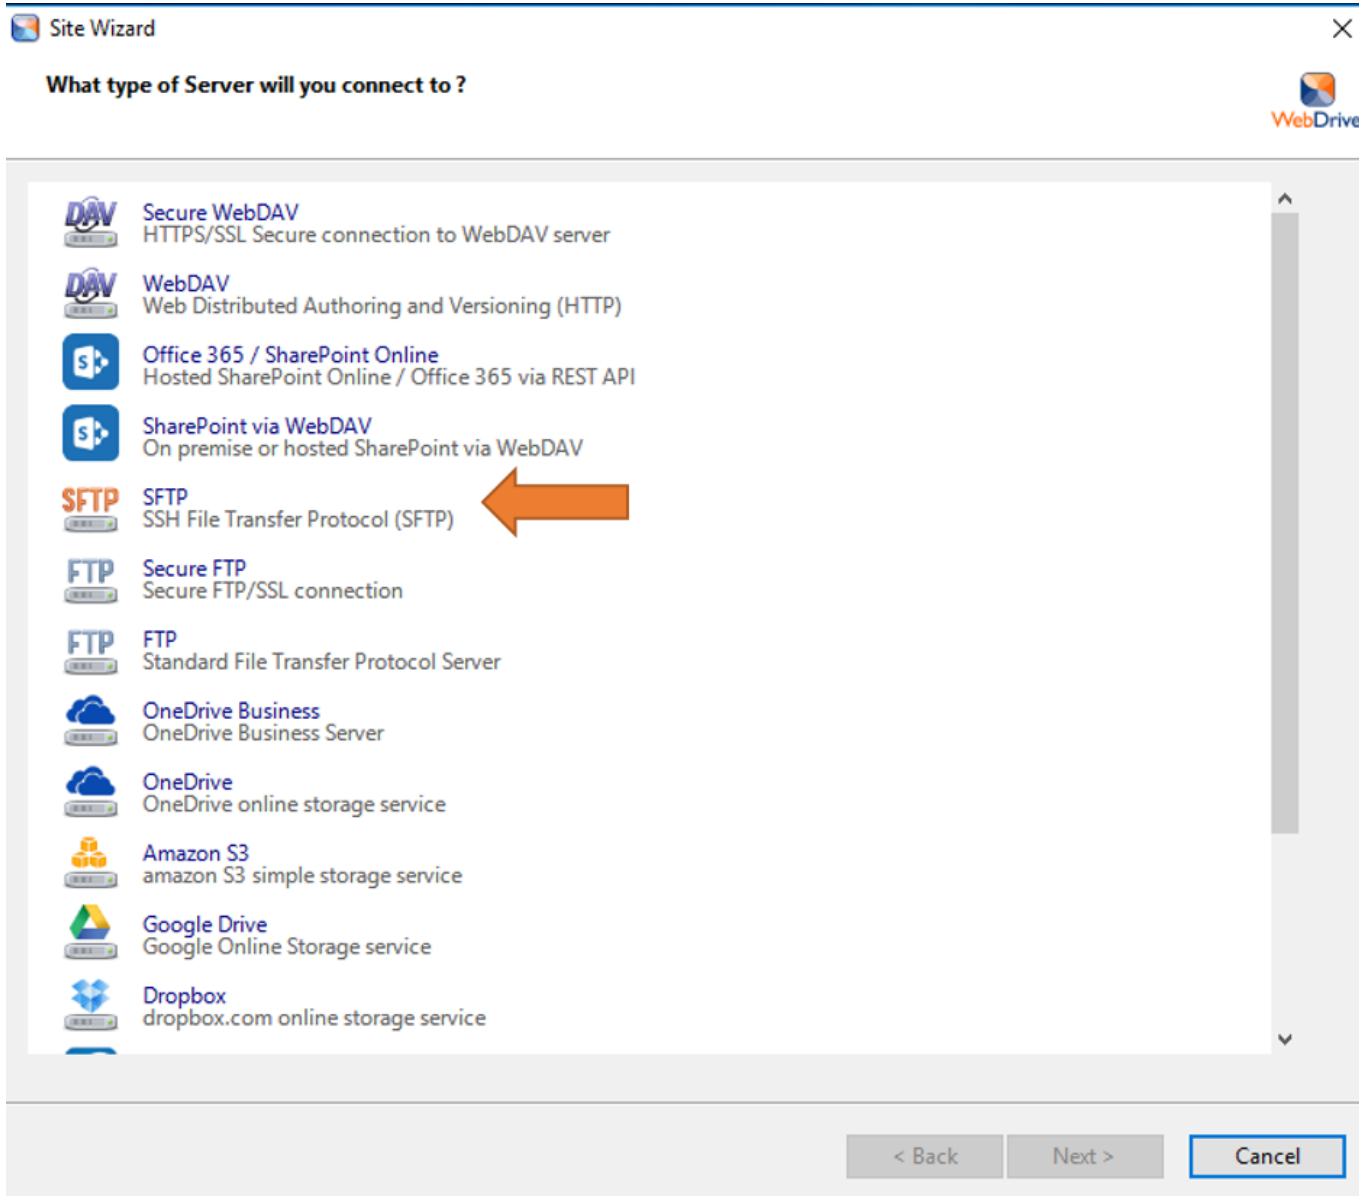 Site Wizard
What type of Server will you connect to ?
WebDrive
DAV
Secure WebDAV
HTTPS/SSL Secure connection to WebDAV server
DAV
WebDAV
Web Distributed Authoring and Versioning (HTTP)
S
Office 365 / SharePoint Online
Hosted SharePoint Online / Office 365 via REST API
S
SharePoint via WebDAV
On premise or hosted SharePoint via WebDAV
SFTP
SFTP
SSH File Transfer Protocol (SFTP)
FTP
Secure FTP
Secure FTP/SSL connection
FTP
FTP
Standard File Transfer Protocol Server
OneDrive Business
OneDrive Business Server
OneDrive
OneDrive online storage service
Amazon S3
amazon S3 simple storage service
Google Drive
Google Online Storage service
Dropbox
dropbox.com online storage service
< Back
Next >
Cancel